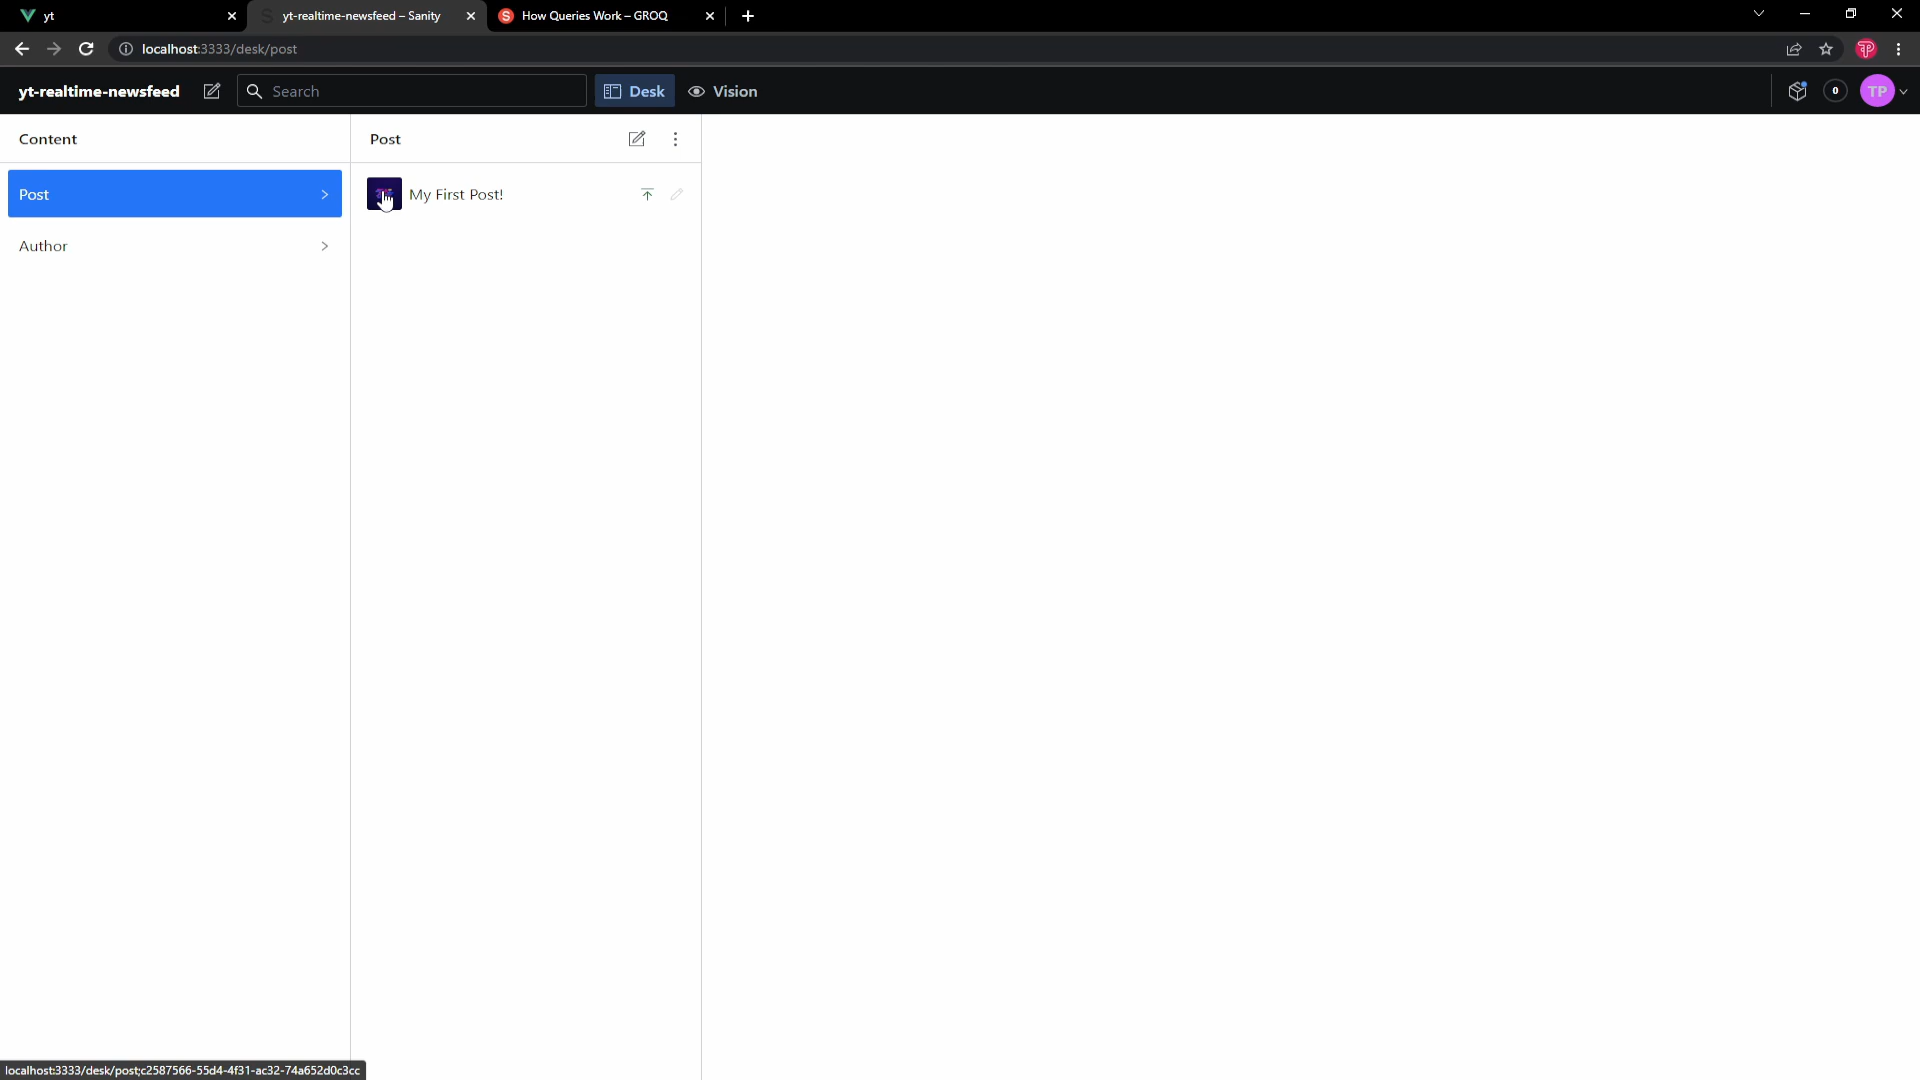 yt
yt-realtime-newsfeed – Sanity
How Queries Work – GROQ
localhost:3333/desk/post
yt-realtime-newsfeed
Search
Desk
Vision
0
TP
Content
Post
My First Post!
Post
Author
localhost:3333/desk/post;c2587566-55d4-4f31-ac32-74a652d0c3cc